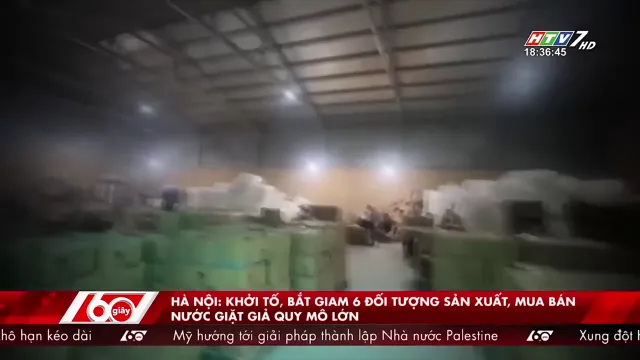 HTV7 HD
18:36:45
60 giây
HÀ NỘI: KHỞI TỐ, BẮT GIAM 6 ĐỐI TƯỢNG SẢN XUẤT, MUA BÁN
NƯỚC GIẶT GIẢ QUY MÔ LỚN
hô hạn kéo dài
Mỹ hướng tới giải pháp thành lập Nhà nước Palestine
Xung đột